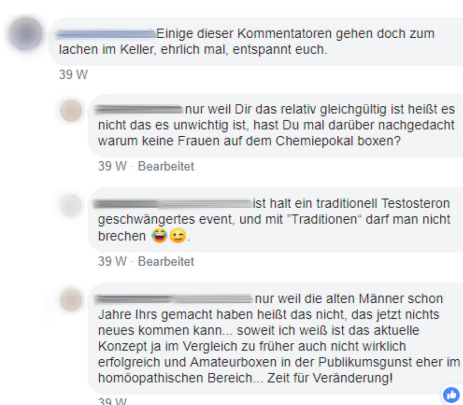 Einige dieser Kommentatoren gehen doch zum
lachen im Keller, ehrlich mal, entspannt euch.
39 W
nur weil Dir das relativ gleichgültig ist heißt es
nicht das es unwichtig ist, hast Du mal darüber nachgedacht
warum keine Frauen auf dem Chemiepokal boxen?
39 W · Bearbeitet
ist halt ein traditionell Testosteron
geschwängertes event, und mit "Traditionen“ darf man nicht
brechen 😂😉.
39 W · Bearbeitet
nur weil die alten Männer schon
Jahre Ihrs gemacht haben heißt das nicht, das jetzt nichts
neues kommen kann... soweit ich weiß ist das aktuelle
Konzept ja im Vergleich zu früher auch nicht wirklich
erfolgreich und Amateurboxen in der Publikumsgunst eher im
homöopathischen Bereich... Zeit für Veränderung!
39 W